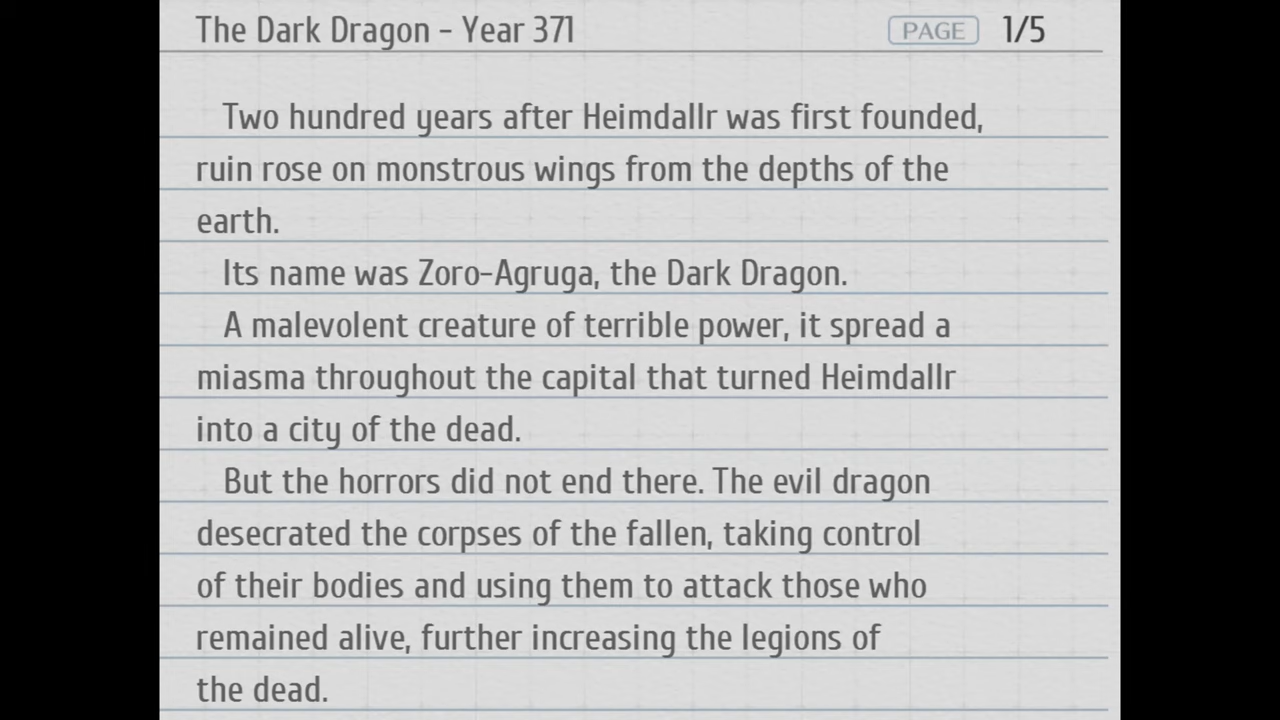 The Dark Dragon - Year 371
PAGE 1/5
Two hundred years after Heimdallr was first founded,
ruin rose on monstrous wings from the depths of the
earth.
Its name was Zoro-Agruga, the Dark Dragon.
A malevolent creature of terrible power, it spread a
miasma throughout the capital that turned Heimdallr
into a city of the dead.
But the horrors did not end there. The evil dragon
desecrated the corpses of the fallen, taking control
of their bodies and using them to attack those who
remained alive, further increasing the legions of
the dead.